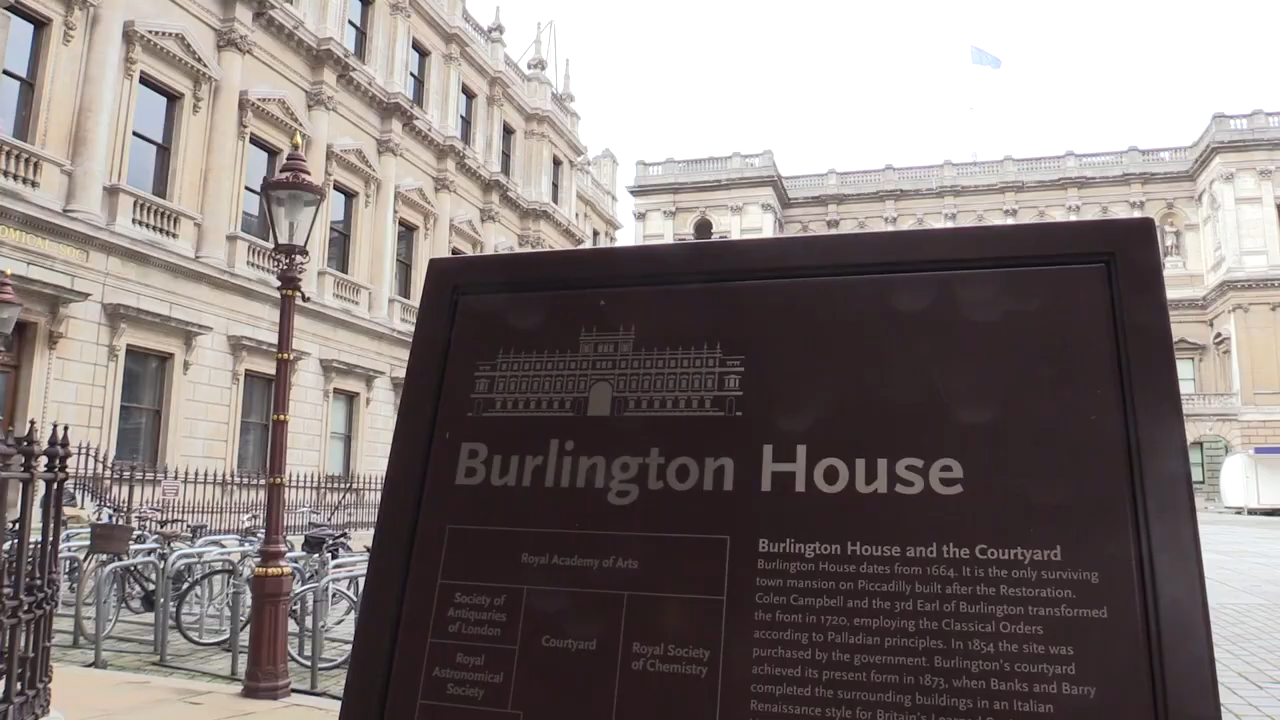 OMICAL SOC
Burlington House
Royal Academy of Arts
Society of
Antiquaries
of London
Courtyard
Royal Society
of Chemistry
Royal
Astronomical
Society
Burlington House and the Courtyard
Burlington House dates from 1664. It is the only surviving
town mansion on Piccadilly built after the Restoration.
Colen Campbell and the 3rd Earl of Burlington transformed
the front in 1720, employing the Classical Orders
according to Palladian principles. In 1854 the site was
purchased by the government. Burlington's courtyard
achieved its present form in 1873, when Banks and Barry
completed the surrounding buildings in an Italian
Renaissance style for Britain's Learned